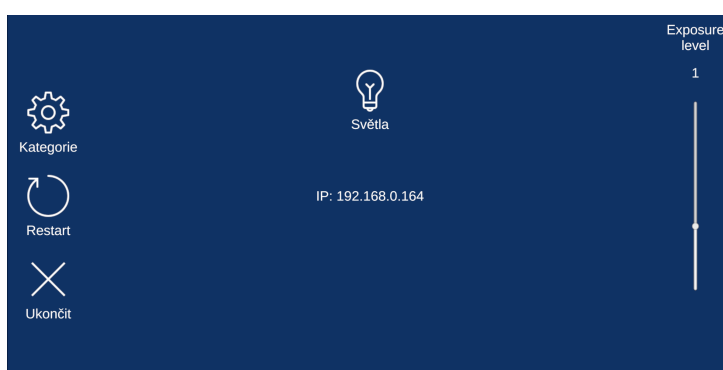 Exposure
level
1
Světla
Kategorie
IP: 192.168.0.164
Restart
Ukončit